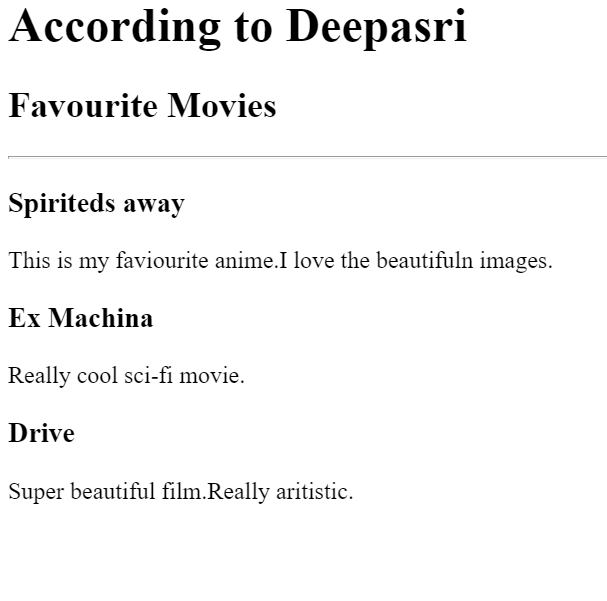 According to Deepasri
Favourite Movies
Spiriteds away
This is my faviourite anime.I love the beautifuln images.
Ex Machina
Really cool sci-fi movie.
Drive
Super beautiful film.Really aritistic.